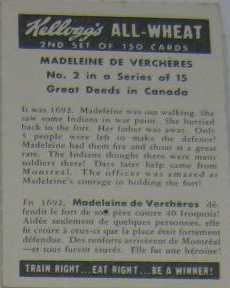 Kellogg's ALL-WHEAT
2ND SET OF 150 CARDS
MADELEINE DE VERCHÈRES
No. 2 in a Series of 15
Great Deeds in Canada
It was 1692. Madeleine was out walking. She
saw some Indians in war paint. She hurried
back to the fort. Her father was away. Only
5 people were left to make the defence!
Madeleine had them fire and shout at a great
rate. The Indians thought there were many
soldiers there! Once later help came from
Montreal. The officer was amazed at
Madeleine's courage in holding the fort!
En 1692, Madeleine de Verchères dé-
fendit le fort de son père contre 40 Iroquois!
Aidée seulement de quelques personnes, elle
fit croire à ceux-ci que la place était fortement
défendue. Des renforts arrivèrent de Montréal
—et tous furent sauvés. Elle fut une héroïne!
TRAIN RIGHT...EAT RIGHT...BE A WINNER!